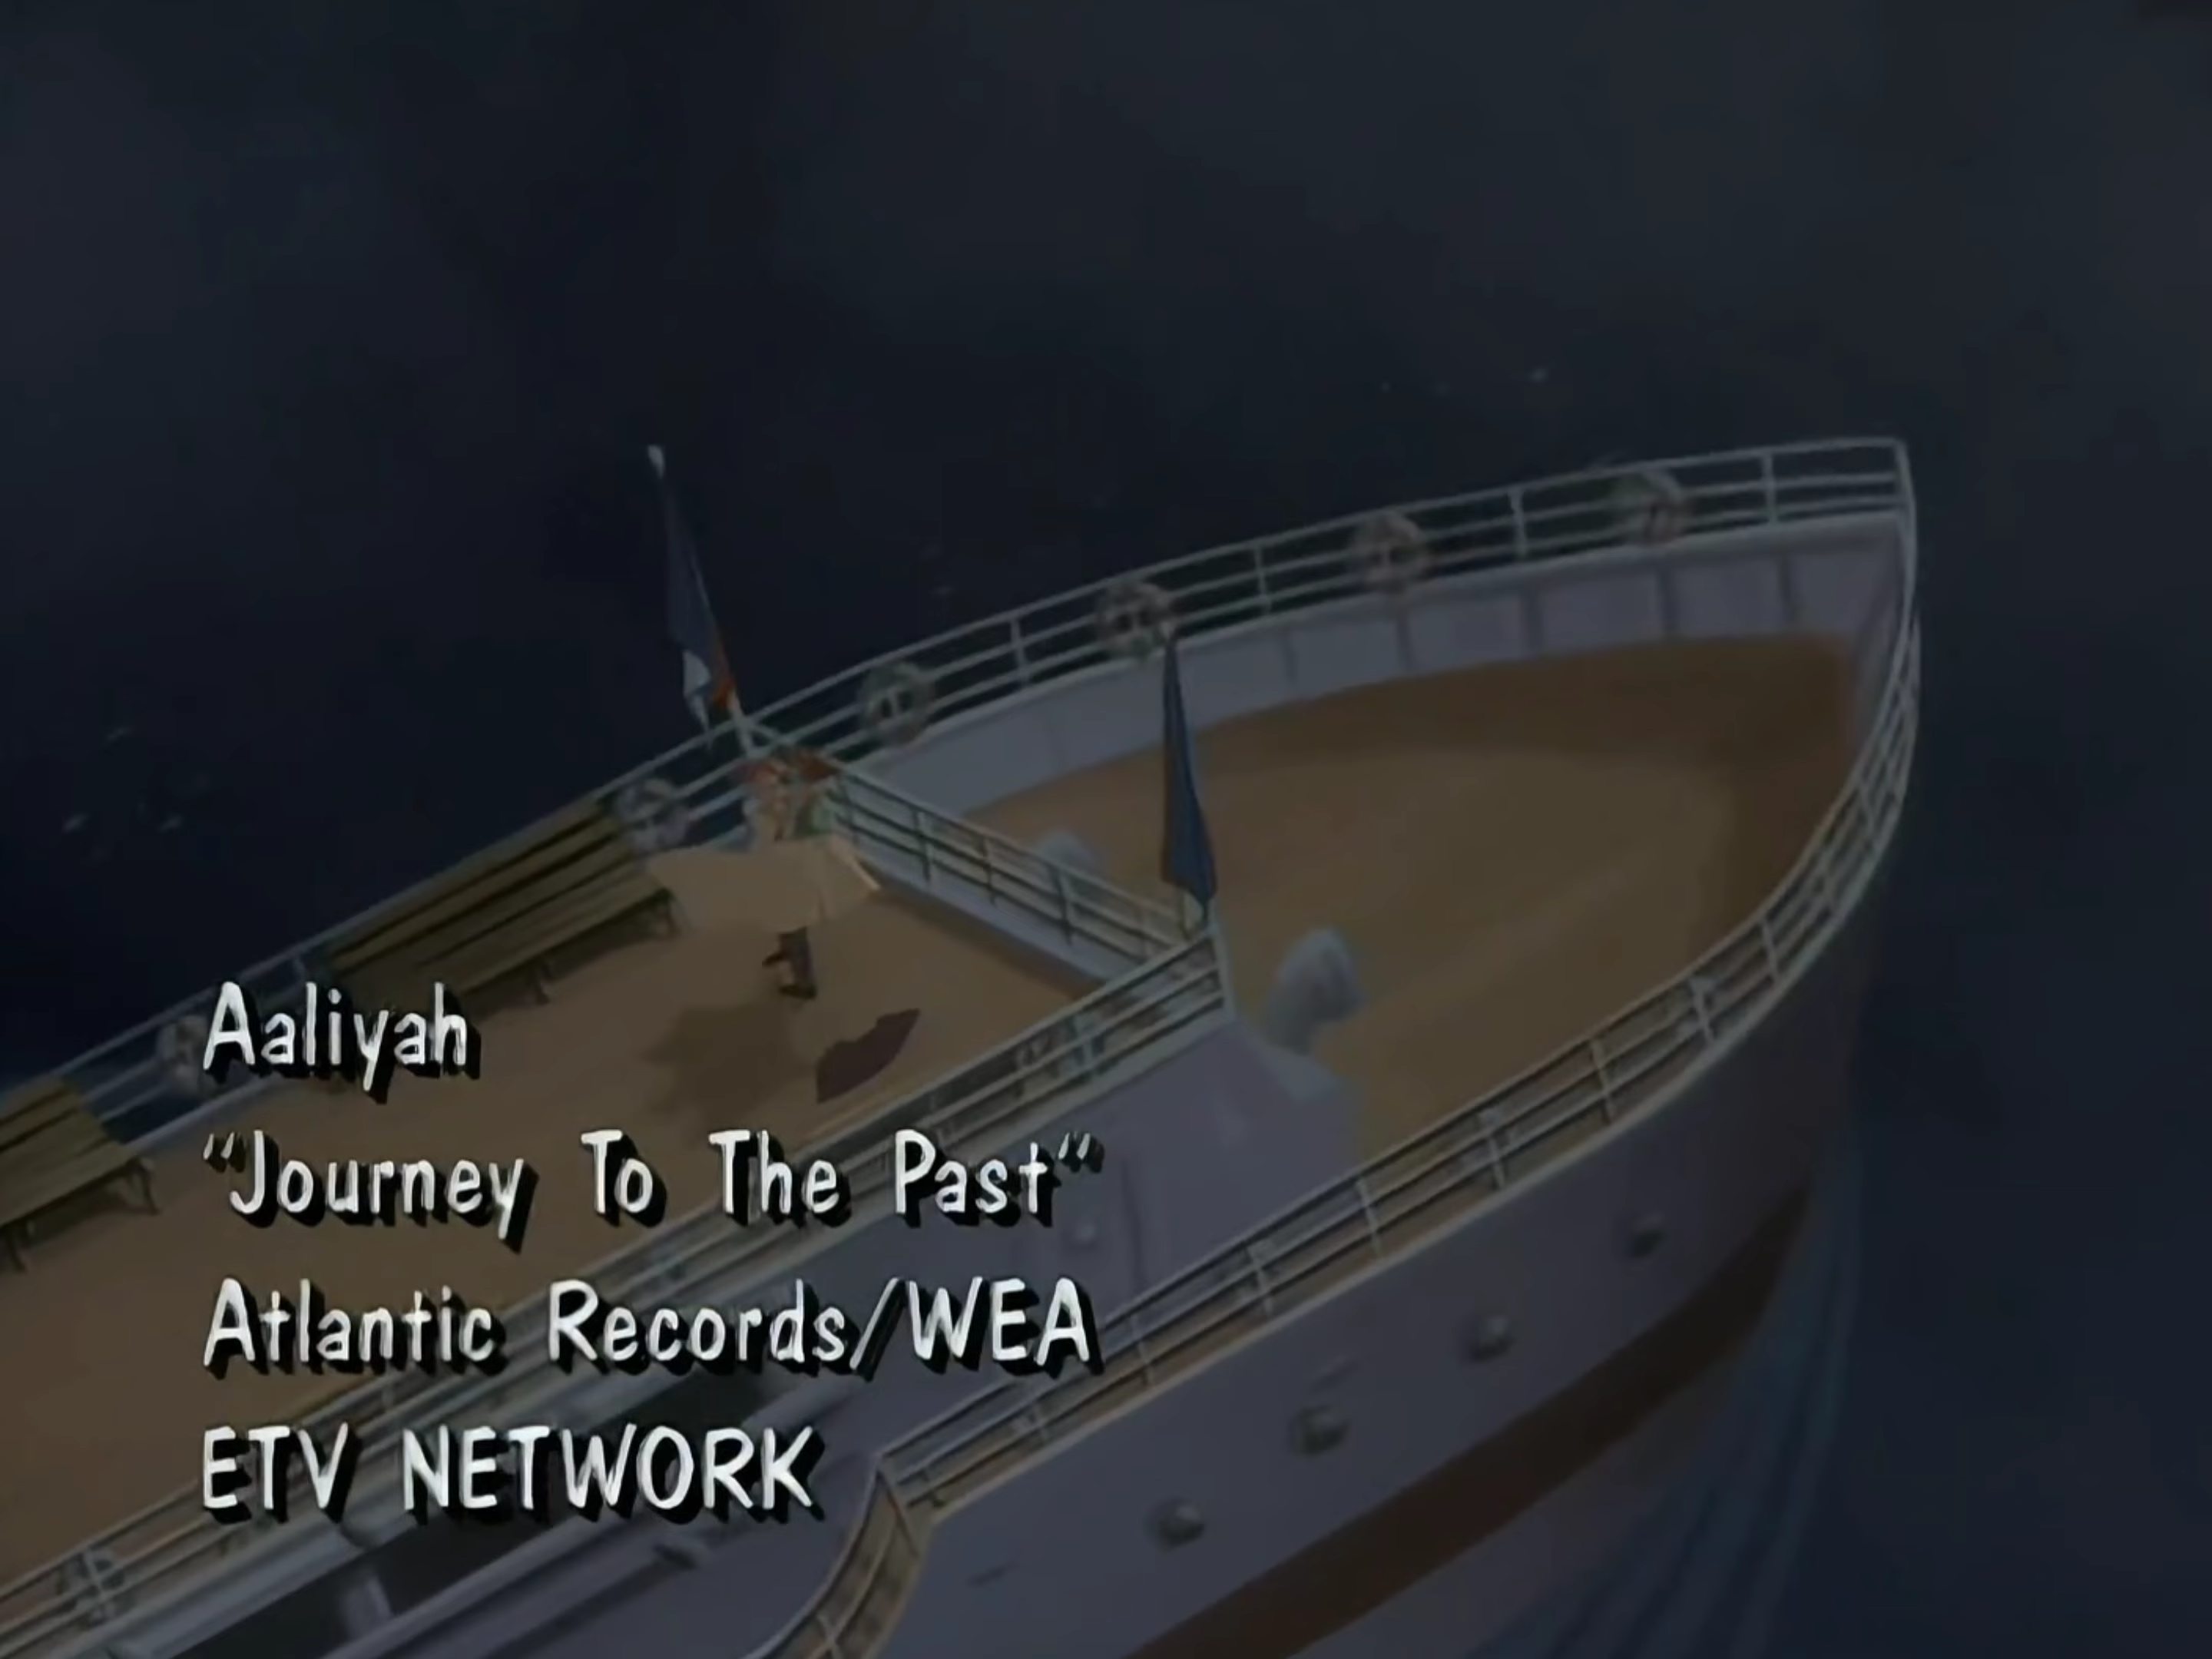 Aaliyah
“Journey To The Past”
Atlantic Records/WEA
ETV NETWORK